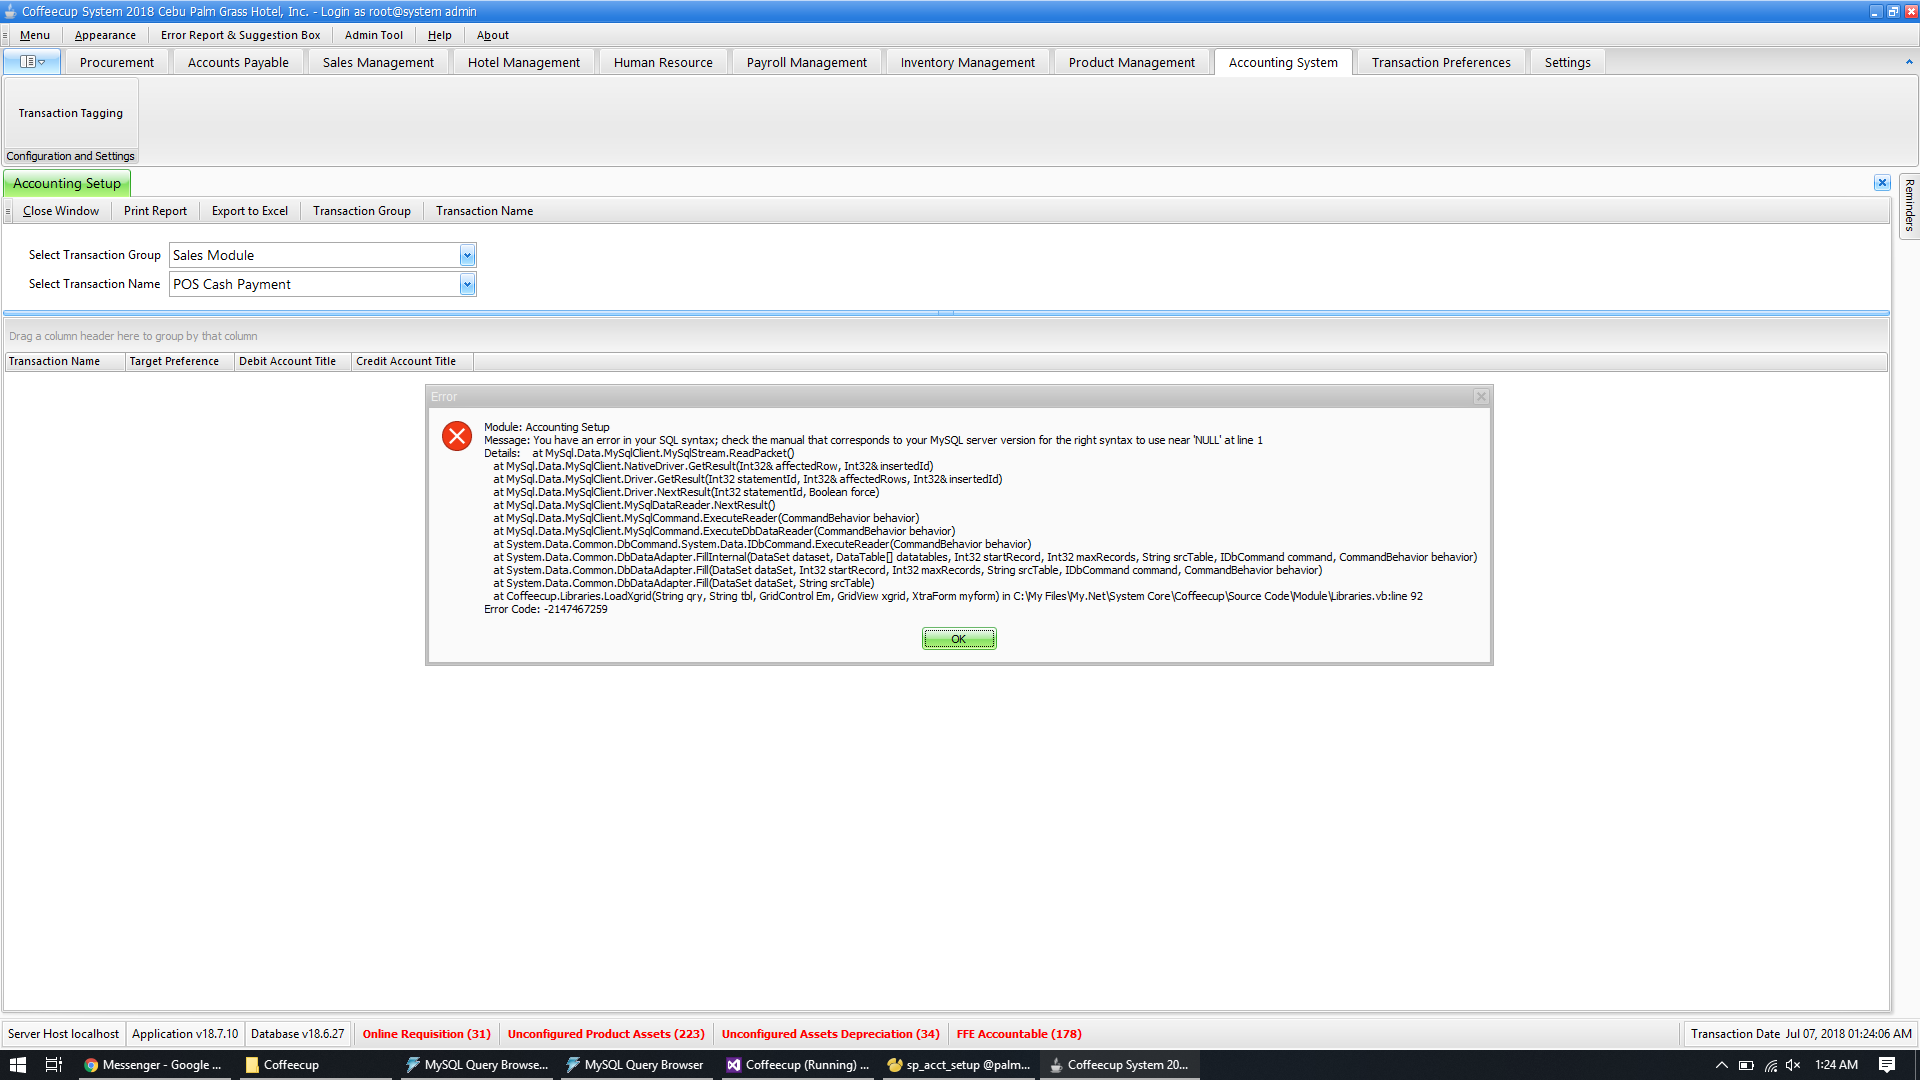 Coffeecup System 2018 Cebu Palm Grass Hotel, Inc. - Login as root@system admin
Menu Appearance Error Report & Suggestion Box Admin Tool Help About
Procurement Accounts Payable Sales Management Hotel Management Human Resource Payroll Management Inventory Management Product Management Accounting System Transaction Preferences Settings
Transaction Tagging
Configuration and Settings
Accounting Setup
Reminders
Close Window Print Report Export to Excel Transaction Group Transaction Name
Select Transaction Group Sales Module
Select Transaction Name POS Cash Payment
Drag a column header here to group by that column
Transaction Name Target Preference Debit Account Title Credit Account Title
Error
Module: Accounting Setup
Message: You have an error in your SQL syntax; check the manual that corresponds to your MySQL server version for the right syntax to use near 'NULL' at line 1
Details: at MySql.Data.MySqlClient.MySqlStream.ReadPacket()
at MySql.Data.MySqlClient.NativeDriver.GetResult(Int32& affectedRow, Int32& insertedId)
at MySql.Data.MySqlClient.Driver.GetResult(Int32 statementId, Int32& affectedRows, Int32& insertedId)
at MySql.Data.MySqlClient.Driver.NextResult(Int32 statementId, Boolean force)
at MySql.Data.MySqlClient.MySqlDataReader.NextResult()
at MySql.Data.MySqlClient.MySqlCommand.ExecuteReader(CommandBehavior behavior)
at MySql.Data.MySqlClient.MySqlCommand.ExecuteDbDataReader(CommandBehavior behavior)
at System.Data.Common.DbCommand.System.Data.IDbCommand.ExecuteReader(CommandBehavior behavior)
at System.Data.Common.DbDataAdapter.FillInternal(DataSet dataset, DataTable[] datatables, Int32 startRecord, Int32 maxRecords, String srcTable, IDbCommand command, CommandBehavior behavior)
at System.Data.Common.DbDataAdapter.Fill(DataSet dataSet, Int32 startRecord, Int32 maxRecords, String srcTable, IDbCommand command, CommandBehavior behavior)
at System.Data.Common.DbDataAdapter.Fill(DataSet dataSet, String srcTable)
at Coffeecup.Libraries.LoadXgrid(String qry, String tbl, GridControl Em, GridView xgrid, XtraForm myform) in C:\My Files\My.Net\System Core\Coffeecup\Source Code\Module\Libraries.vb:line 92
Error Code: -2147467259
OK
Server Host localhost Application v18.7.10 Database v18.6.27 Online Requisition (31) Unconfigured Product Assets (223) Unconfigured Assets Depreciation (34) FFE Accountable (178) Transaction Date Jul 07, 2018 01:24:06 AM
Messenger - Google ... Coffeecup MySQL Query Browse... MySQL Query Browser Coffeecup (Running) ... sp_acct_setup @palm... Coffeecup System 20... 1:24 AM